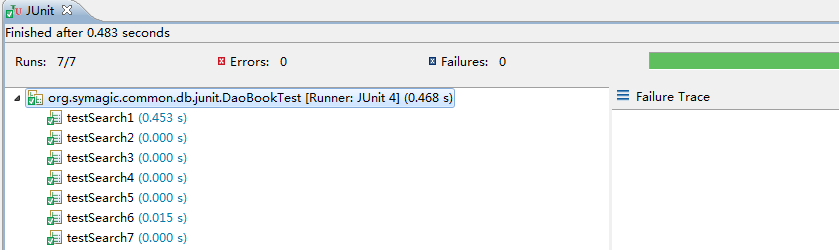 JUnit
Finished after 0.483 seconds
Runs: 7/7 Errors: 0 Failures: 0
org.symagic.common.db.junit.DaoBookTest [Runner: JUnit 4] (0.468 s)
Failure Trace
testSearch1 (0.453 s)
testSearch2 (0.000 s)
testSearch3 (0.000 s)
testSearch4 (0.000 s)
testSearch5 (0.000 s)
testSearch6 (0.015 s)
testSearch7 (0.000 s)